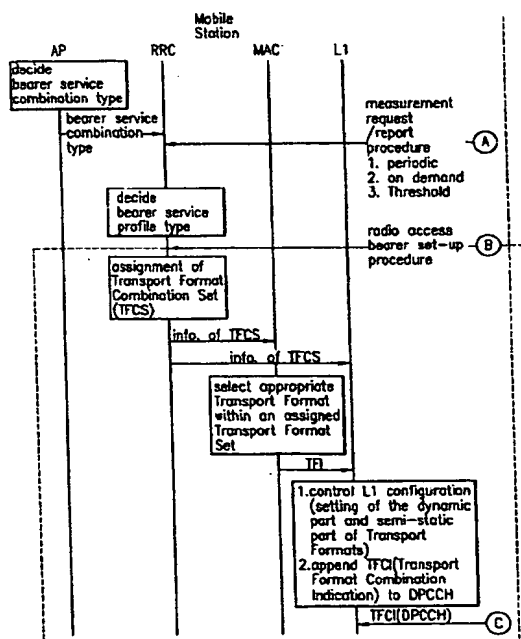 Mobile
Station
AP RRC MAC L1
decide
bearer service
combination type
bearer service
combination
type
measurement
request
/report
procedure
1. periodic
2. on demand
3. Threshold
A
decide
bearer service
profile type
radio access
bearer set-up
procedure
B
assignment of
Transport Format
Combination Set
(TFCS)
info. of TFCS
info. of TFCS
select appropriate
Transport Format
within an assigned
Transport Format
Set
TFI
1.control L1 configuration
(setting of the dynamic
part and semi-static
part of Transport
Formats)
2.append TFCI(Transport
Format Combination
Indication) to DPCCH
TFCI(DPCCH)
C